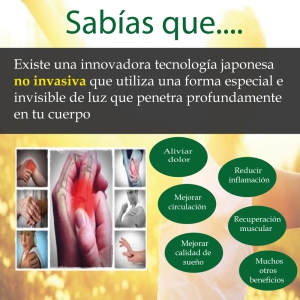 Sabías que....
Existe una innovadora tecnología japonesa
no invasiva que utiliza una forma especial e
invisible de luz que penetra profundamente
en tu cuerpo
Aliviar
dolor
Reducir
inflamación
Mejorar
circulación
Recuperación
muscular
Mejorar
calidad de
sueño
Muchos
otros
beneficios